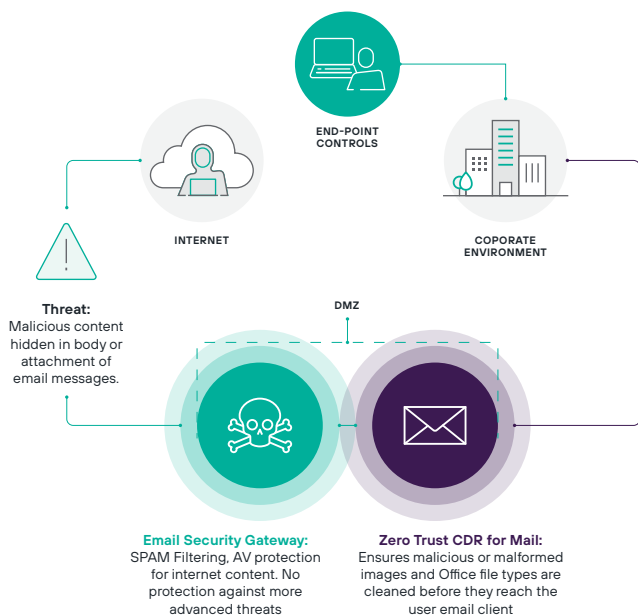 END-POINT
CONTROLS
INTERNET
COPORATE
ENVIRONMENT
Threat:
Malicious content
hidden in body or
attachment of
email messages.
DMZ
Email Security Gateway:
SPAM Filtering, AV protection
for internet content. No
protection against more
advanced threats
Zero Trust CDR for Mail:
Ensures malicious or malformed
images and Office file types are
cleaned before they reach the
user email client